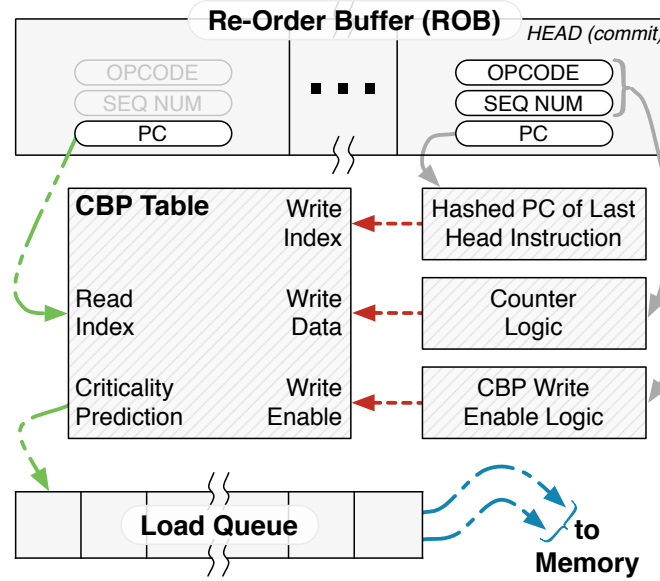 Re-Order Buffer (ROB)
HEAD (commit)
OPCODE
SEQ NUM
PC
OPCODE
SEQ NUM
PC
CBP Table
Write
Index
Read
Index
Write
Data
Criticality
Prediction
Write
Enable
Hashed PC of Last
Head Instruction
Counter
Logic
CBP Write
Enable Logic
Load Queue
to
Memory